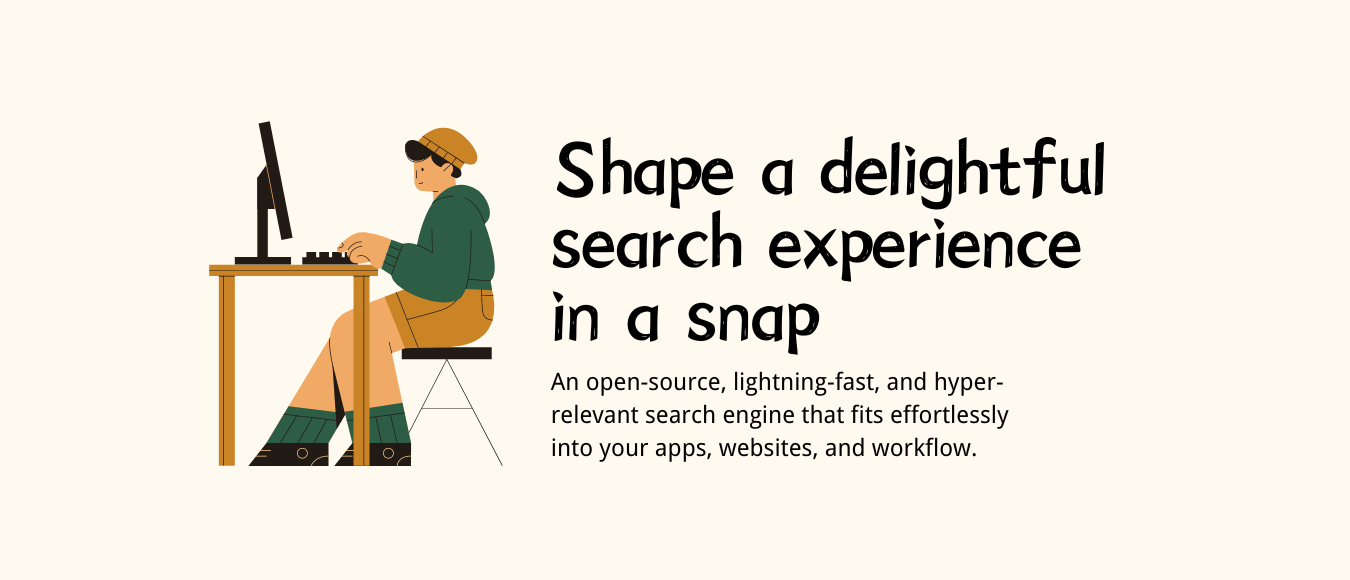 Shape a delightful
search experience
in a snap
An open-source, lightning-fast, and hyper-
relevant search engine that fits effortlessly
into your apps, websites, and workflow.